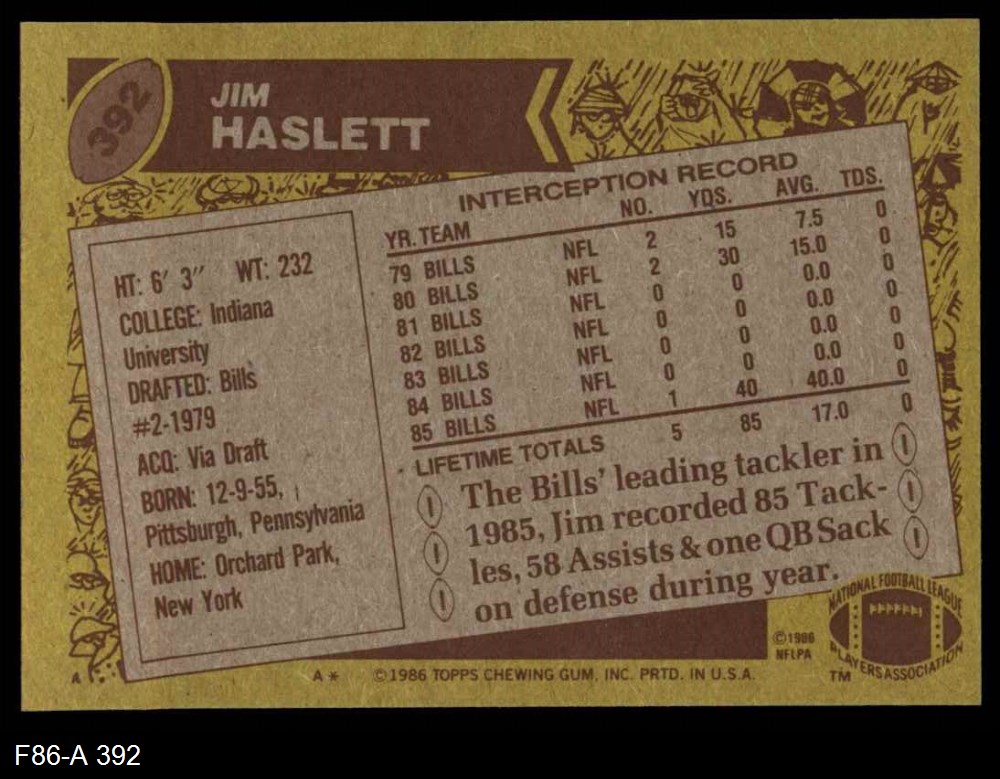 392
JIM
HASLETT
INTERCEPTION RECORD
YR. TEAM NO. YDS. AVG. TDS.
79 BILLS NFL 2 15 7.5 0
80 BILLS NFL 2 30 15.0 0
81 BILLS NFL 0 0 0.0 0
82 BILLS NFL 0 0 0.0 0
83 BILLS NFL 0 0 0.0 0
84 BILLS NFL 0 0 0.0 0
85 BILLS NFL 1 40 40.0 0
LIFETIME TOTALS 5 85 17.0 0
HT: 6' 3" WT: 232
COLLEGE: Indiana
University
DRAFTED: Bills
#2-1979
ACQ: Via Draft
BORN: 12-9-55,
Pittsburgh, Pennsylvania
HOME: Orchard Park,
New York
The Bills' leading tackler in
1985, Jim recorded 85 Tack-
les, 58 Assists & one QB Sack
on defense during year.
NATIONAL FOOTBALL LEAGUE
PLAYERS ASSOCIATION
TM
©1986
NFLPA
A
A* ©1986 TOPPS CHEWING GUM, INC. PRTD. IN U.S.A.
F86-A 392